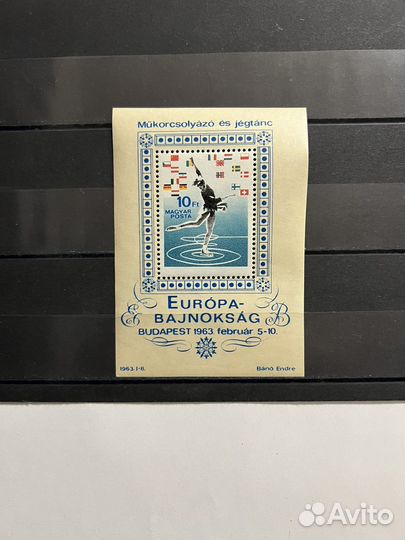 Műkorcsolyázó és jégtánc
10 Ft
MAGYAR
POSTA
EURÓPA-
BAJNOKSÁG
E
B
BUDAPEST 1963 február 5-10.
1963. I-8.
Bánó Endre
Avito